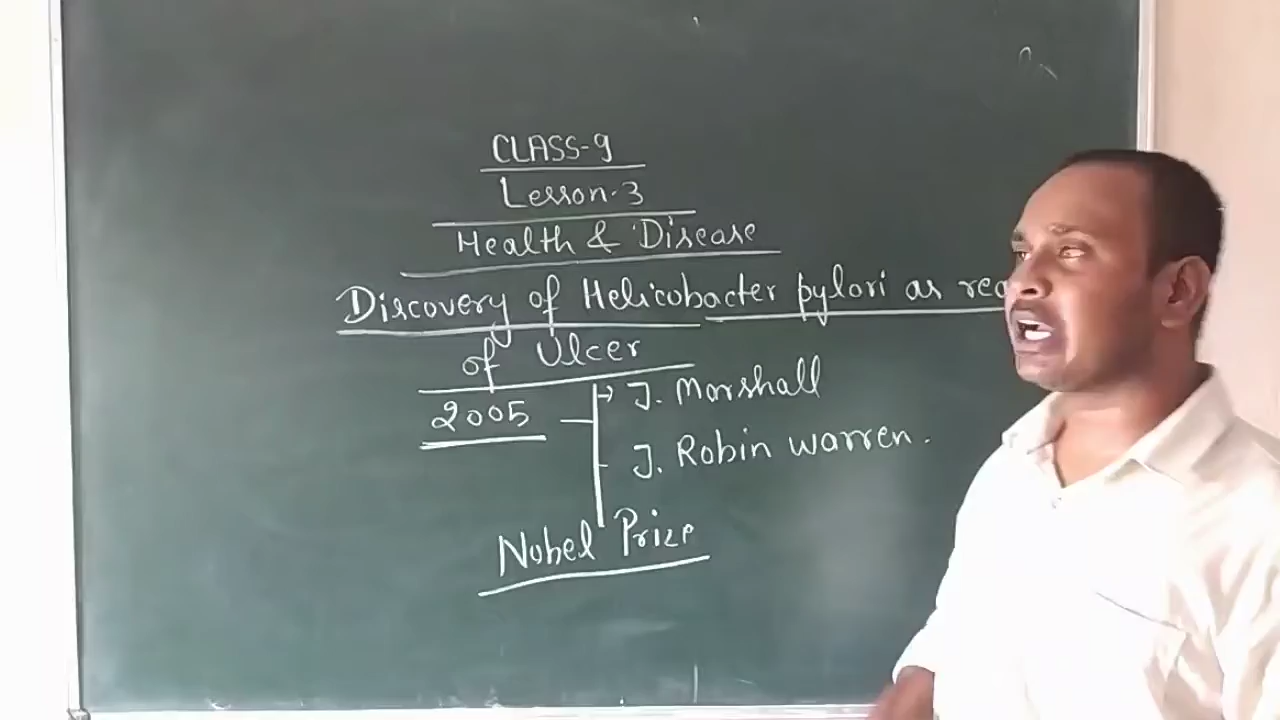 CLASS-9
Lesson-3
Health & Disease
Discovery of Helicobacter pylori as
of Ulcer
2005
J. Marshall
J. Robin warren.
Nobel Prize